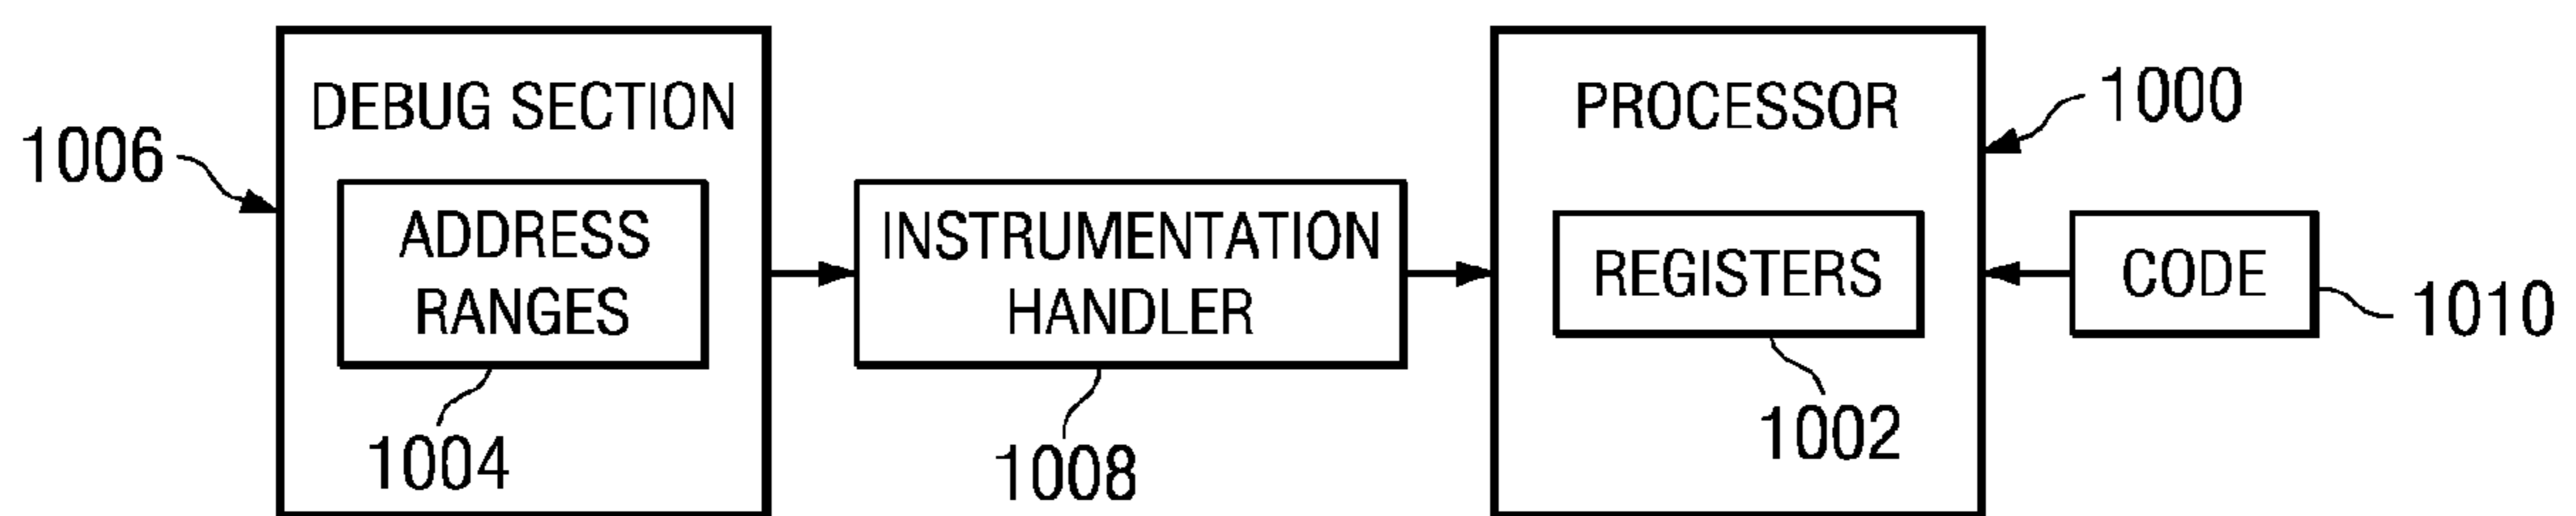 DEBUG SECTION
PROCESSOR
1000
1006
ADDRESS
RANGES
INSTRUMENTATION
HANDLER
REGISTERS
CODE
1010
1004
1008
1002